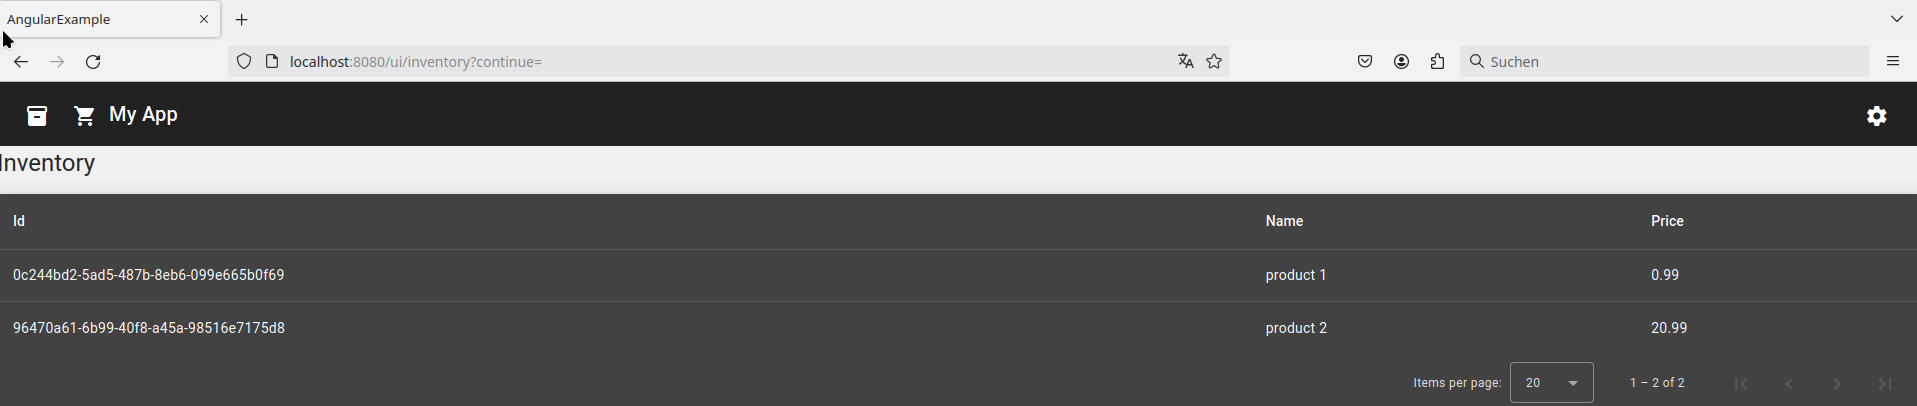 AngularExample
localhost:8080/ui/inventory?continue=
Suchen
My App
Inventory
Id Name Price
0c244bd2-5ad5-487b-8eb6-099e665b0f69 product 1 0.99
96470a61-6b99-40f8-a45a-98516e7175d8 product 2 20.99
Items per page: 20 1 – 2 of 2